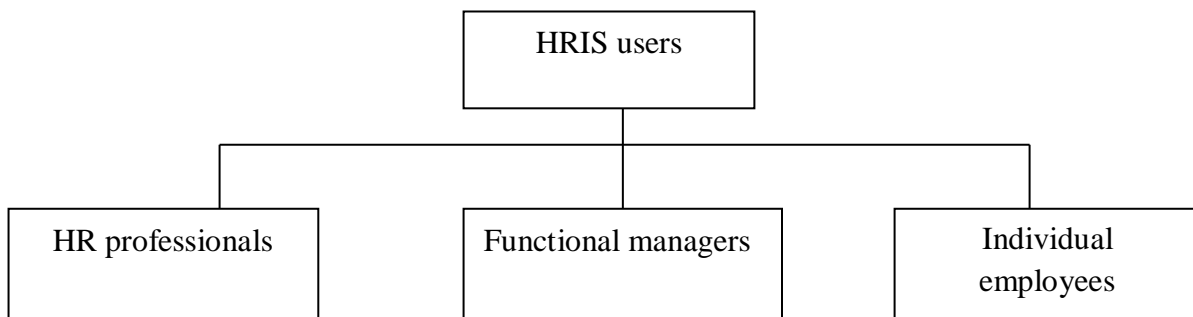 HRIS users
HR professionals
Functional managers
Individual
employees